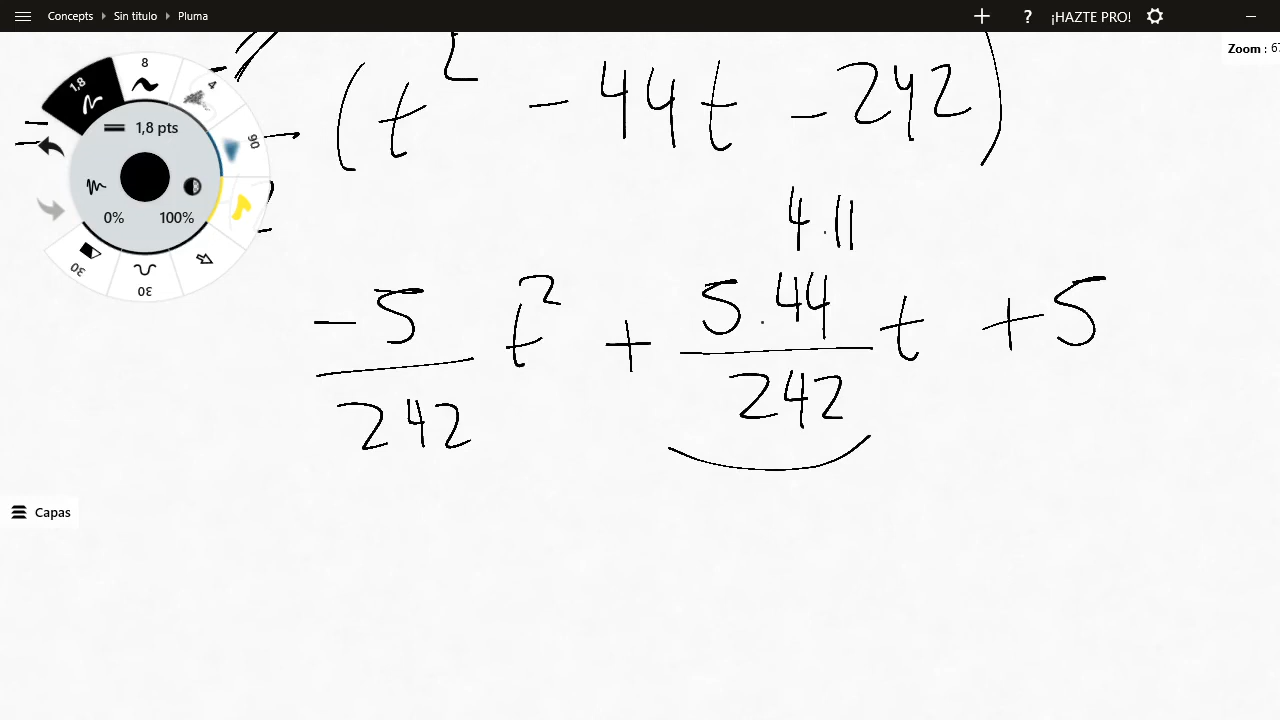 Concepts Sin título Pluma ? ¡HAZTE PRO!
Zoom : 67
8
1,8
4
1,8 pts
90
0% 100%
30
30
(t² - 44t - 242)
4.11
-5/242 t² + 5.44/242 t + 5
Capas